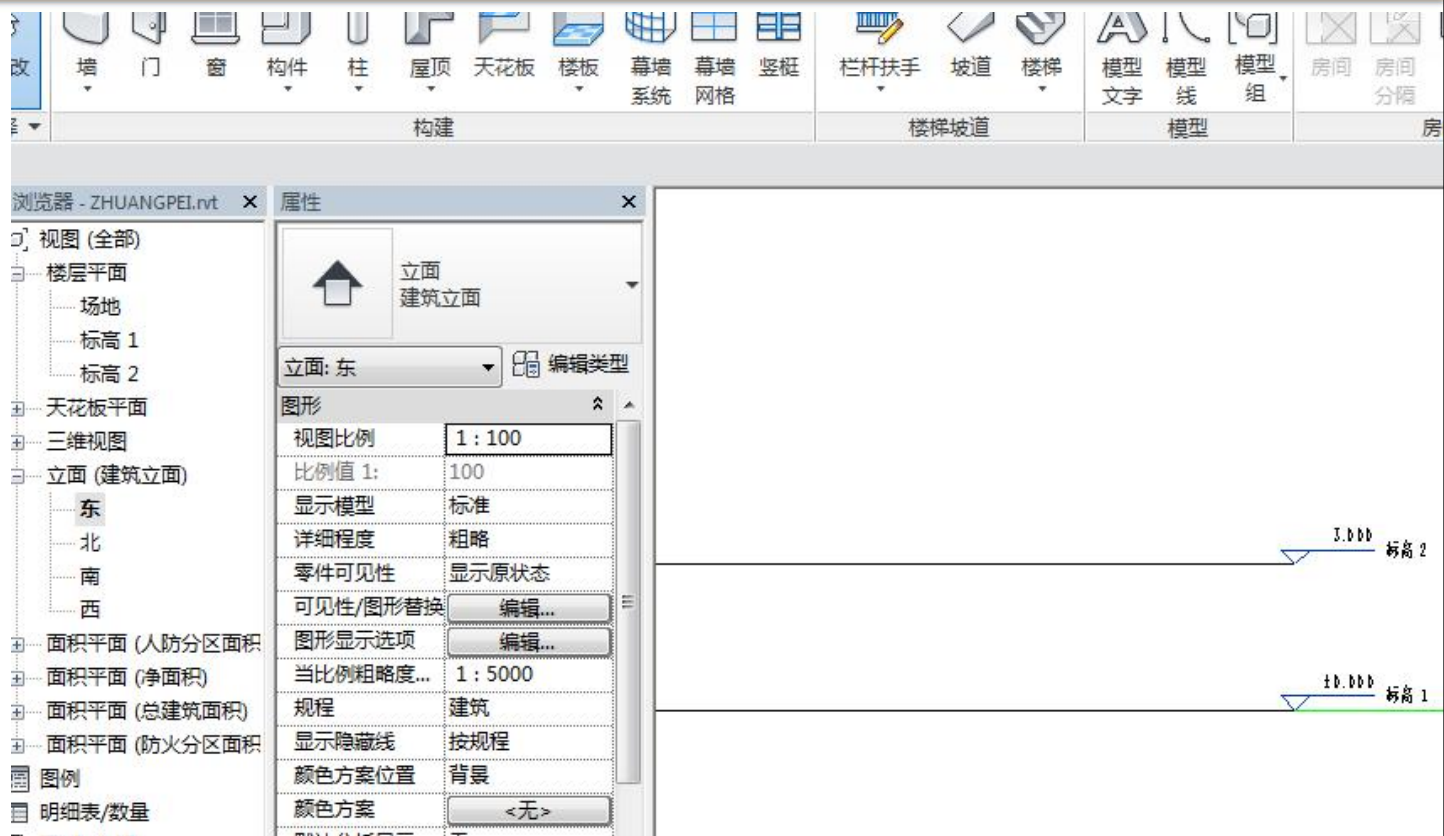 改 墙 门 窗 构件 柱 屋顶 天花板 楼板 幕墙 幕墙 竖梃 栏杆扶手 坡道 楼梯 模型 模型 模型 房间 房间
系统 网格 文字 线 组 分隔
构建 楼梯坡道 模型 房
浏览器 - ZHUANGPEI.rvt
视图 (全部)
楼层平面
场地
标高 1
标高 2
天花板平面
三维视图
立面 (建筑立面)
东
北
南
西
面积平面 (人防分区面积
面积平面 (净面积)
面积平面 (总建筑面积)
面积平面 (防火分区面积
图例
明细表/数量
属性
立面
建筑立面
立面: 东 编辑类型
图形
视图比例 1 : 100
比例值 1: 100
显示模型 标准
详细程度 粗略
零件可见性 显示原状态
可见性/图形替换 编辑...
图形显示选项 编辑...
当比例粗略度... 1 : 5000
规程 建筑
显示隐藏线 按规程
颜色方案位置 背景
颜色方案 <无>
3.000 标高 2
±0.000 标高 1